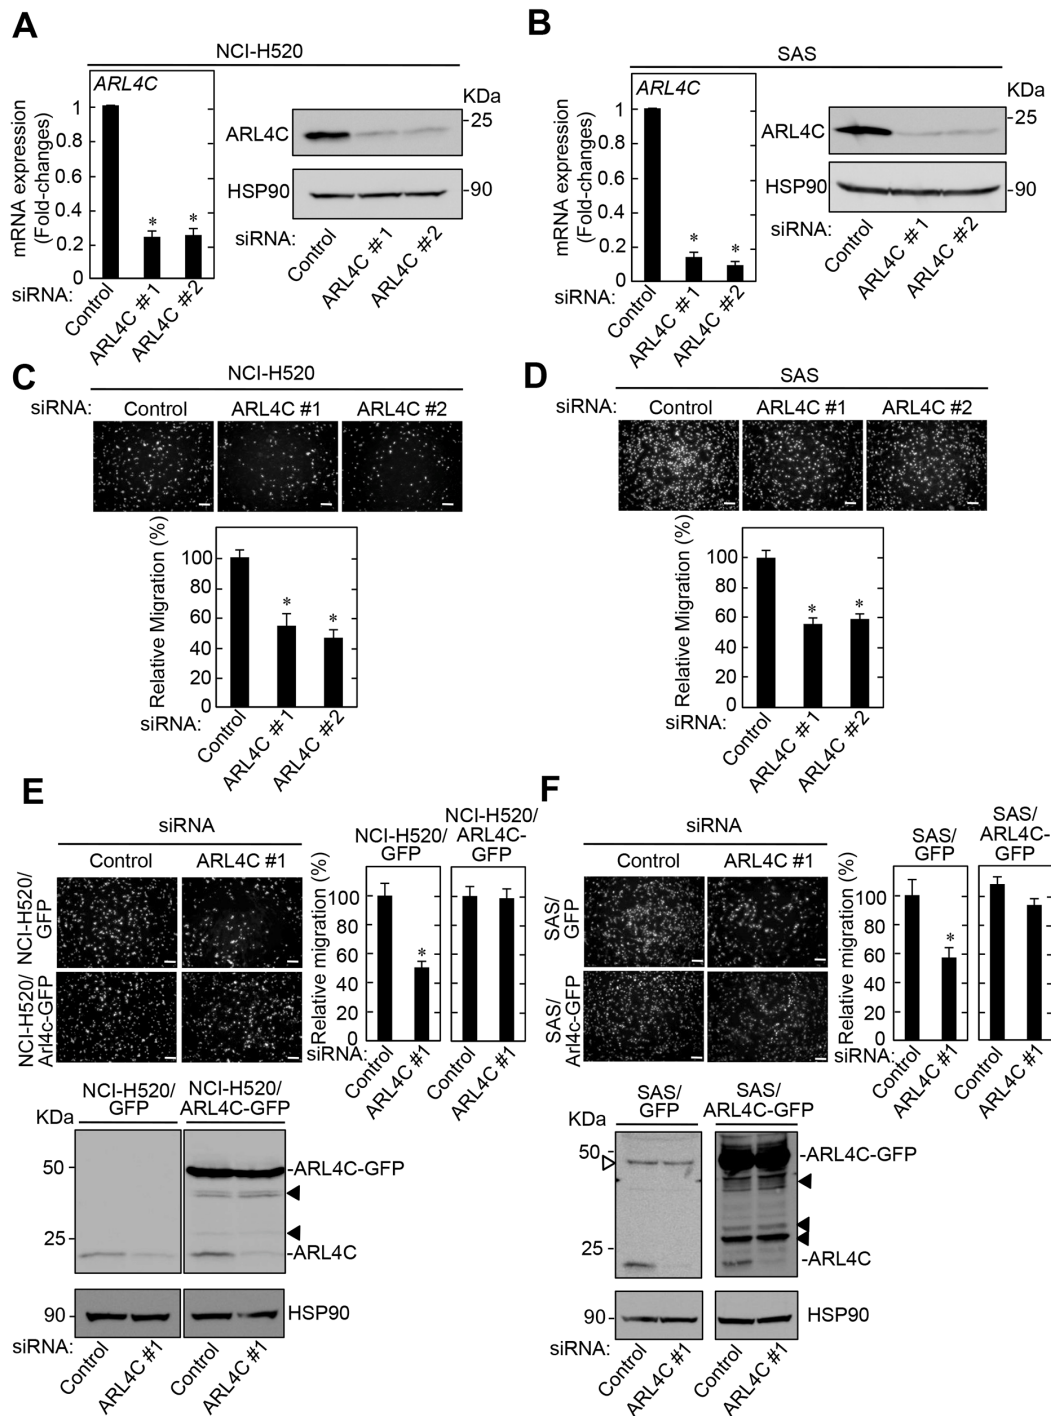 A
NCI-H520
ARL4C
mRNA expression
(Fold-changes)
1
0.8
0.6
0.4
0.2
0
* *
siRNA:
Control
ARL4C #1
ARL4C #2
KDa
ARL4C
-25
HSP90
-90
siRNA:
Control
ARL4C #1
ARL4C #2
B
SAS
ARL4C
mRNA expression
(Fold-changes)
1
0.8
0.6
0.4
0.2
0
* *
siRNA:
Control
ARL4C #1
ARL4C #2
KDa
ARL4C
-25
HSP90
-90
siRNA:
Control
ARL4C #1
ARL4C #2
C
NCI-H520
siRNA: Control ARL4C #1 ARL4C #2
Relative Migration (%)
100
80
60
40
20
0
* *
siRNA:
Control
ARL4C #1
ARL4C #2
D
SAS
siRNA: Control ARL4C #1 ARL4C #2
Relative Migration (%)
100
80
60
40
20
0
* *
siRNA:
Control
ARL4C #1
ARL4C #2
E
siRNA
Control ARL4C #1
NCI-H520/
GFP
NCI-H520/
Arl4c-GFP
NCI-H520/
GFP
NCI-H520/
ARL4C-
GFP
Relative migration (%)
100
80
60
40
20
0
*
siRNA:
Control
ARL4C #1
Control
ARL4C #1
NCI-H520/
GFP
NCI-H520/
ARL4C-GFP
KDa
50
-ARL4C-GFP
25
-ARL4C
90
HSP90
siRNA:
Control
ARL4C #1
Control
ARL4C #1
F
siRNA
Control ARL4C #1
SAS/
GFP
SAS/
Arl4c-GFP
SAS/
GFP
SAS/
ARL4C-
GFP
Relative migration (%)
100
80
60
40
20
0
*
siRNA:
Control
ARL4C #1
Control
ARL4C #1
SAS/
GFP
SAS/
ARL4C-GFP
KDa
50
-ARL4C-GFP
25
-ARL4C
90
HSP90
siRNA:
Control
ARL4C #1
Control
ARL4C #1